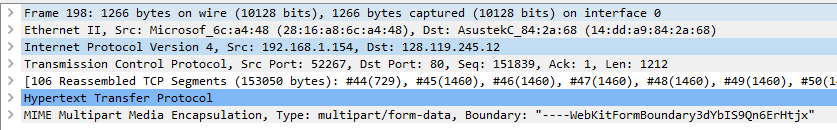 Frame 198: 1266 bytes on wire (10128 bits), 1266 bytes captured (10128 bits) on interface 0
Ethernet II, Src: Microsof_6c:a4:48 (28:16:a8:6c:a4:48), Dst: AsustekC_84:2a:68 (14:dd:a9:84:2a:68)
Internet Protocol Version 4, Src: 192.168.1.154, Dst: 128.119.245.12
Transmission Control Protocol, Src Port: 52267, Dst Port: 80, Seq: 151839, Ack: 1, Len: 1212
[106 Reassembled TCP Segments (153050 bytes): #44(729), #45(1460), #46(1460), #47(1460), #48(1460), #49(1460), #50(14
Hypertext Transfer Protocol
MIME Multipart Media Encapsulation, Type: multipart/form-data, Boundary: "----WebKitFormBoundary3dYbIS9Qn6ErHtjx"